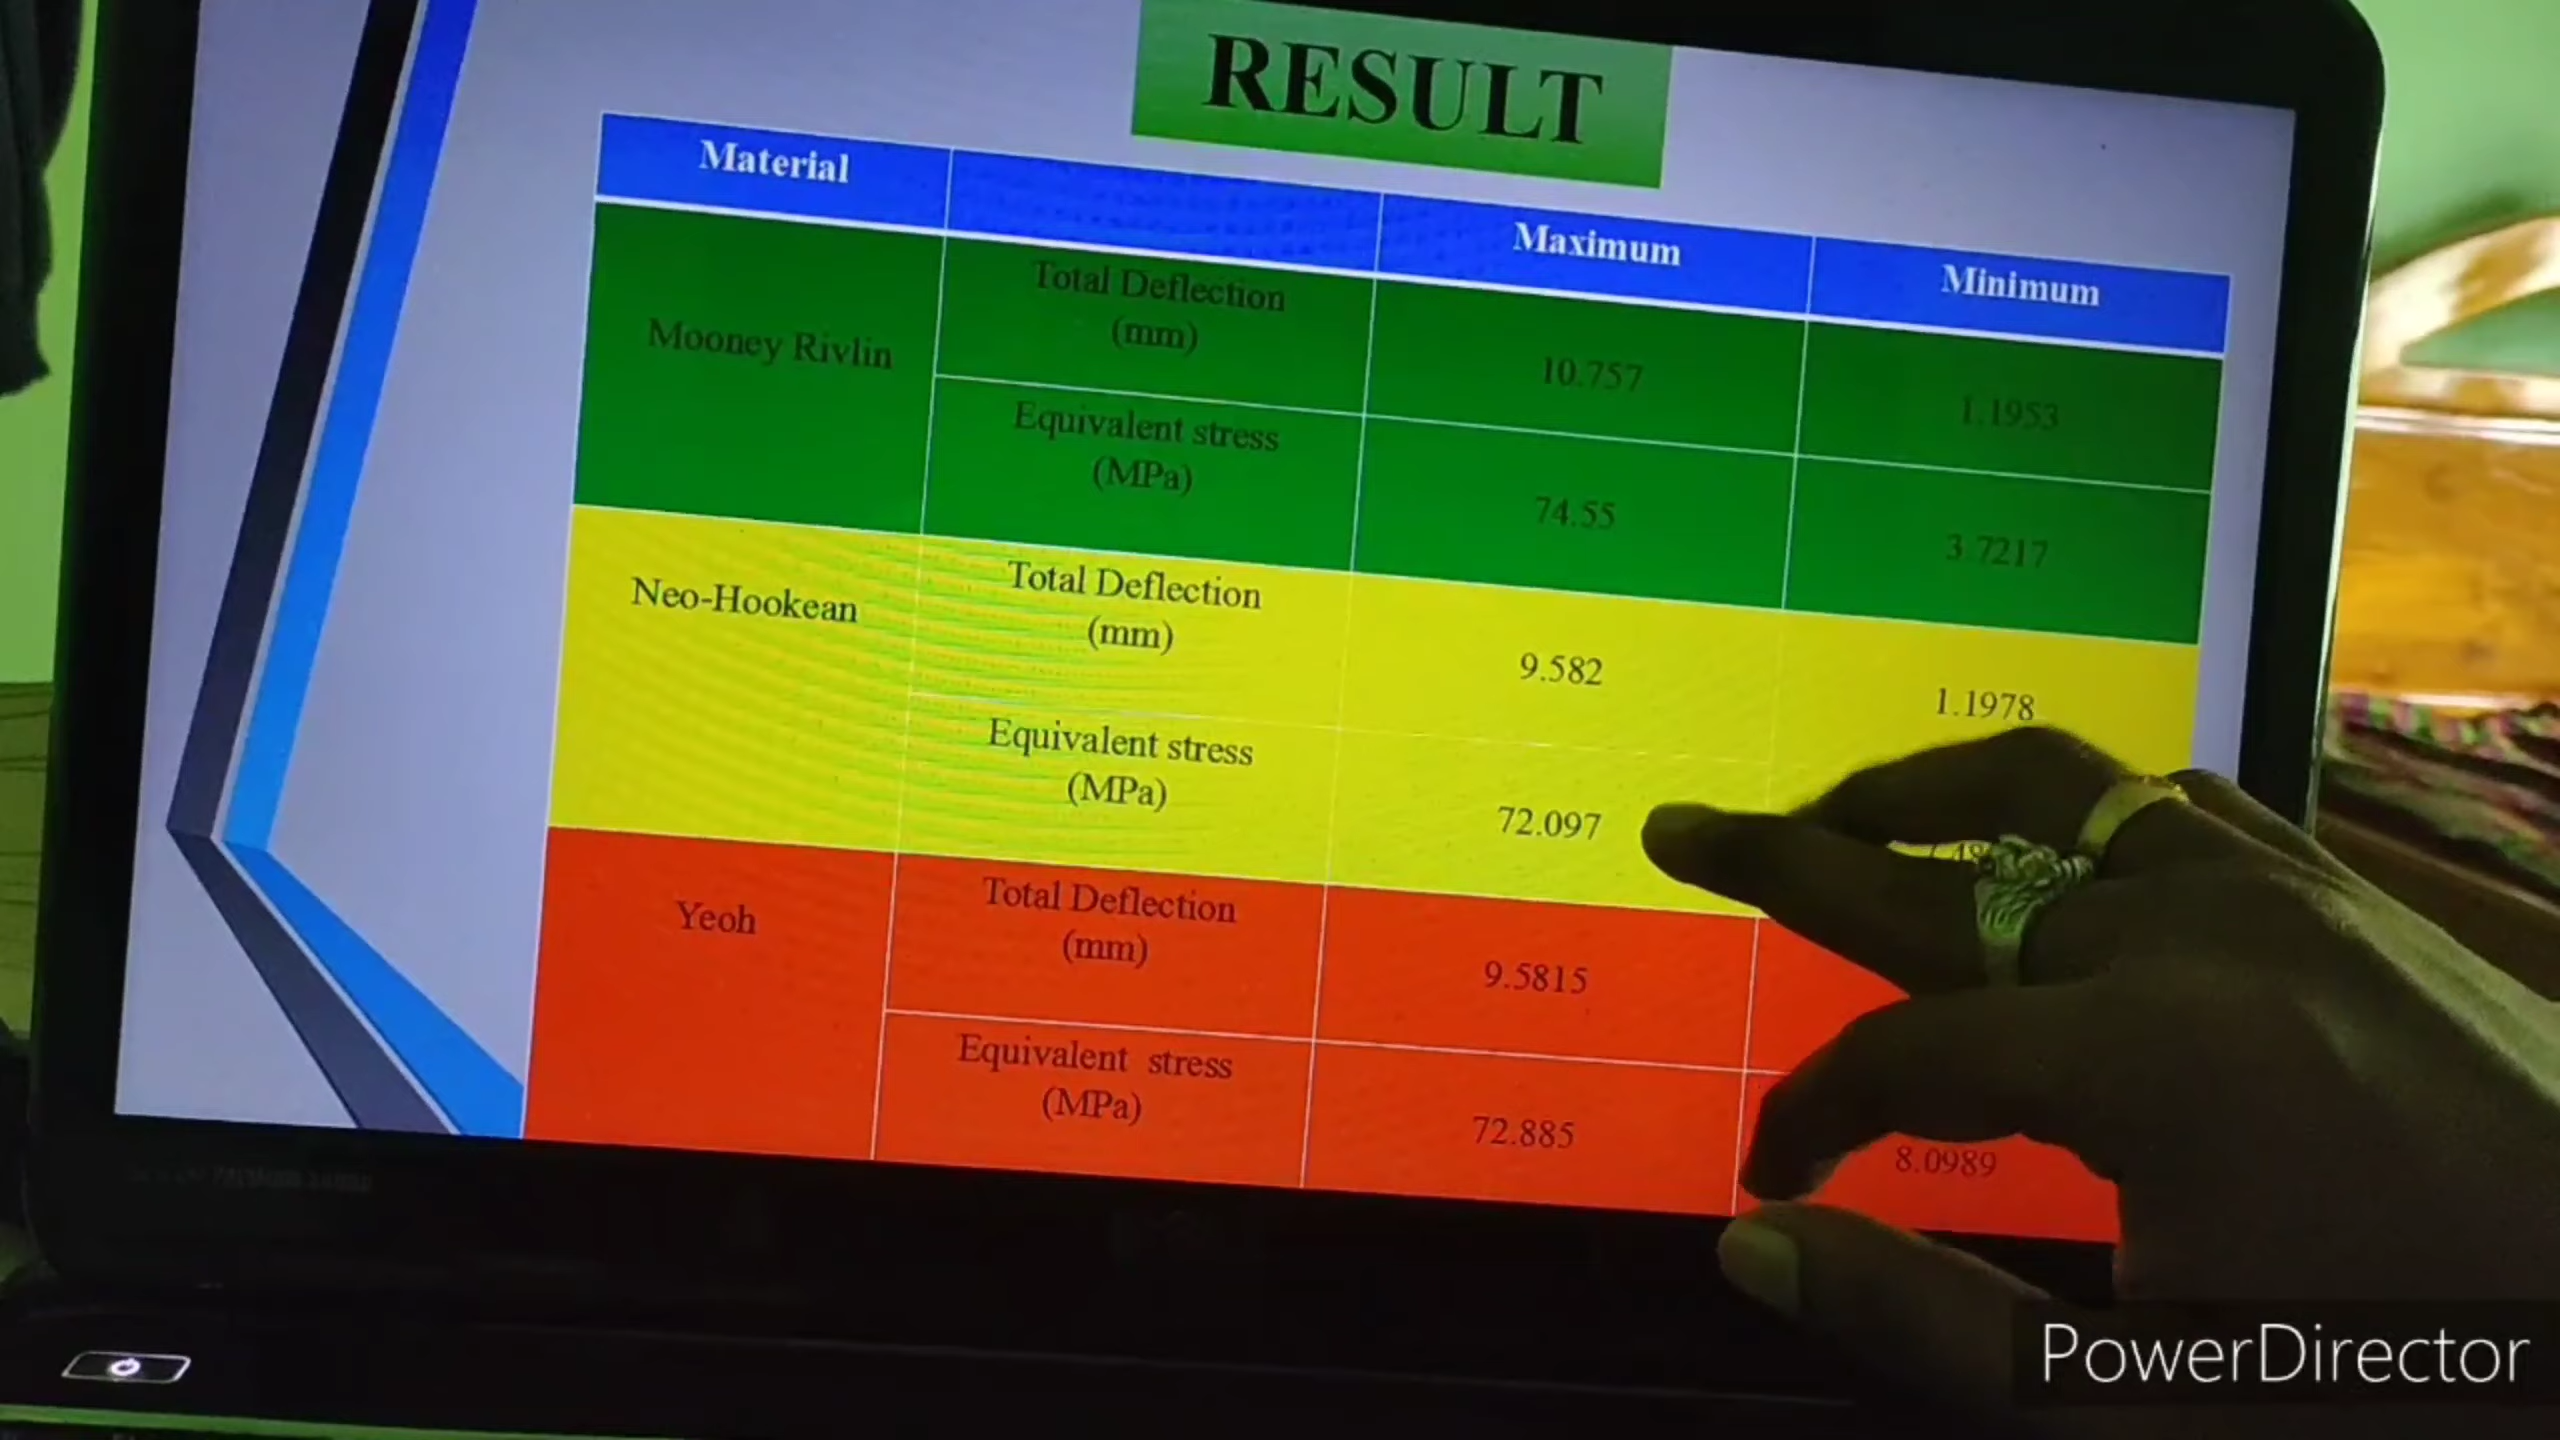 RESULT
Material
Maximum
Minimum
Mooney Rivlin
Total Deflection
(mm)
10.757
1.1953
Equivalent stress
(MPa)
74.55
3.7217
Neo-Hookean
Total Deflection
(mm)
9.582
1.1978
Equivalent stress
(MPa)
72.097
Yeoh
Total Deflection
(mm)
9.5815
Equivalent stress
(MPa)
72.885
8.0989
PowerDirector